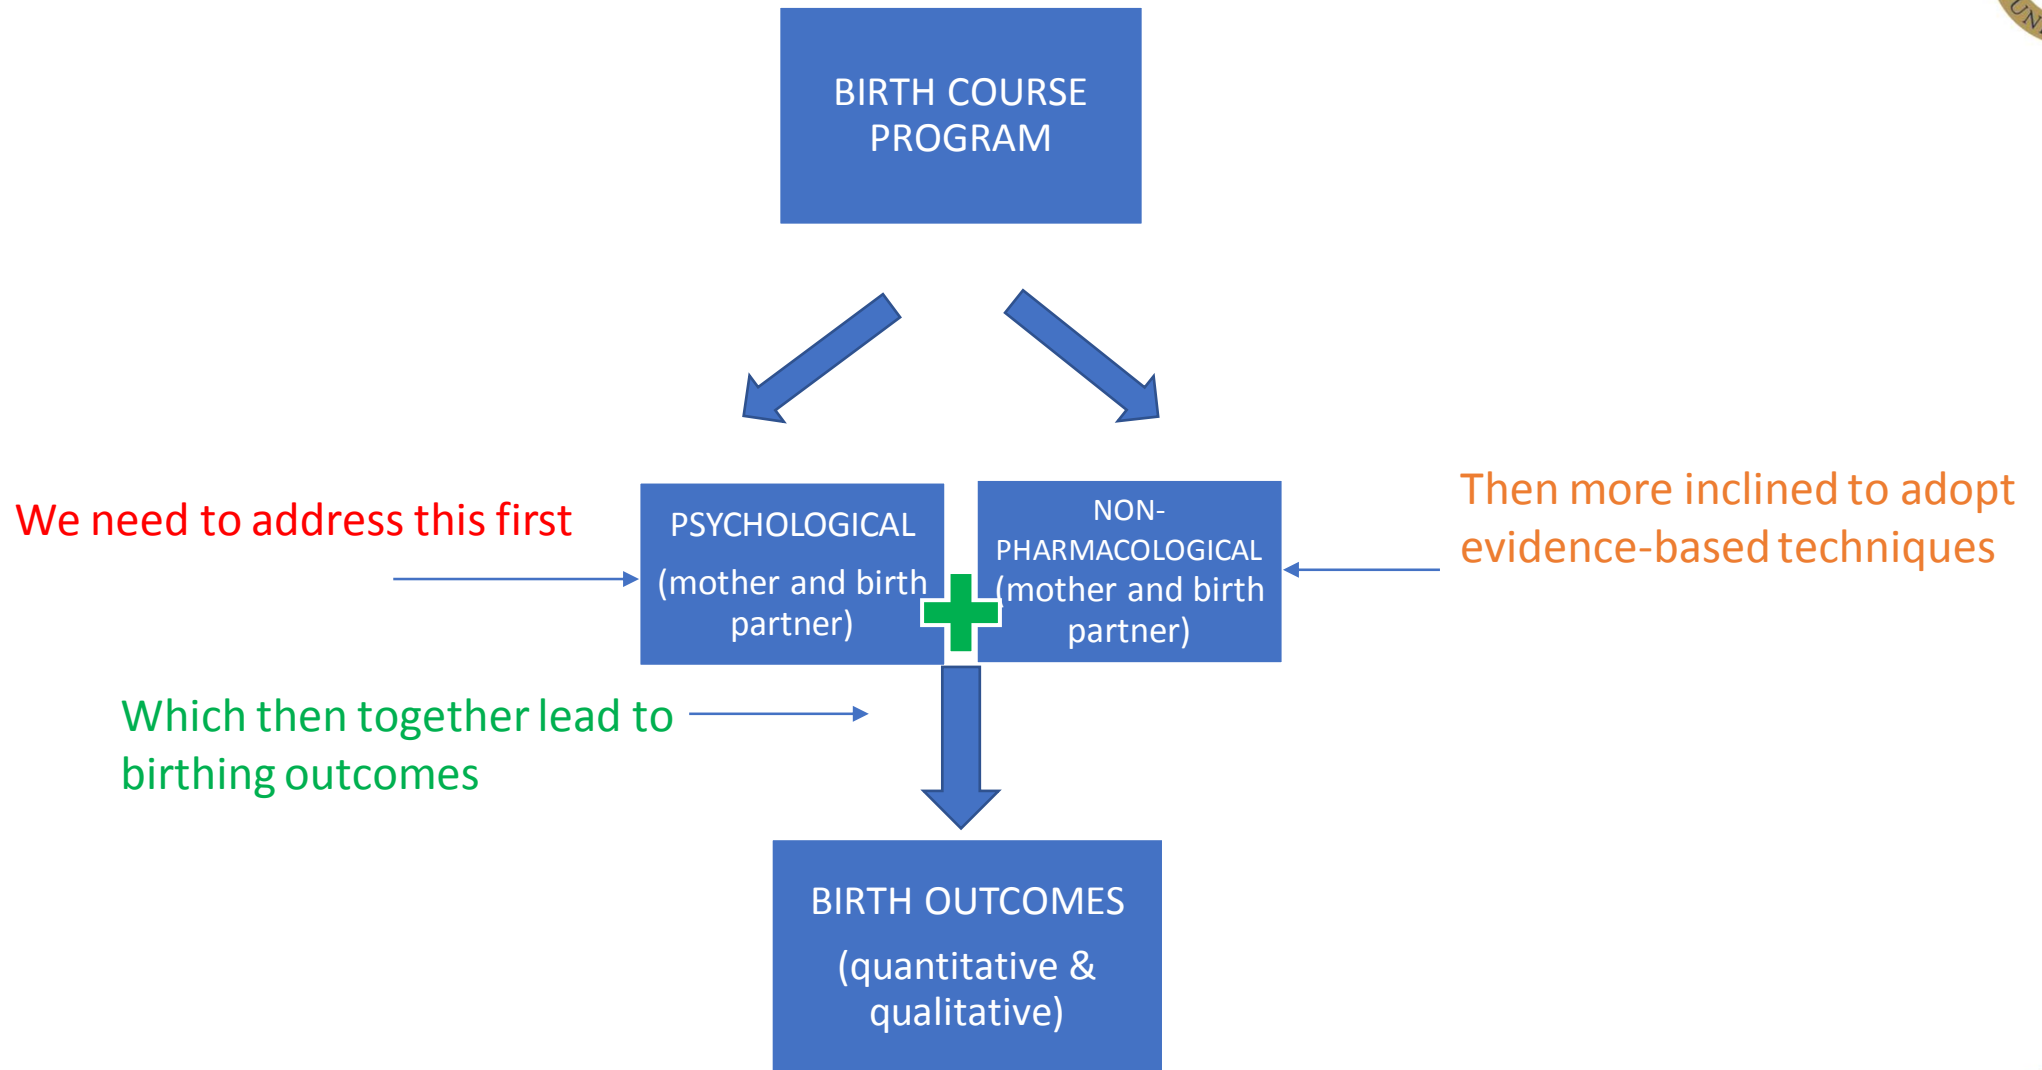 BIRTH COURSE
PROGRAM
We need to address this first
PSYCHOLOGICAL
(mother and birth
partner)
NON-
PHARMACOLOGICAL
(mother and birth
partner)
Then more inclined to adopt
evidence-based techniques
Which then together lead to
birthing outcomes
BIRTH OUTCOMES
(quantitative &
qualitative)